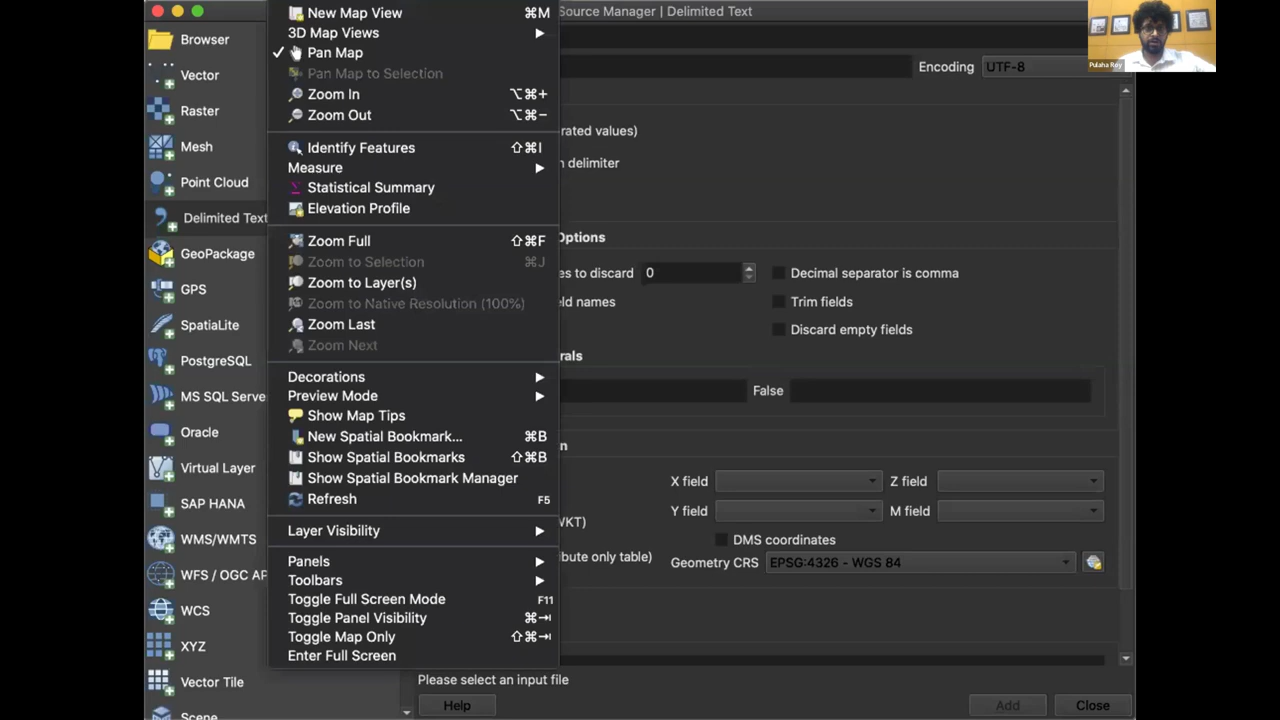 Source Manager | Delimited Text
Pulaha Roy
Browser
Vector
Raster
Mesh
Point Cloud
Delimited Text
GeoPackage
GPS
SpatiaLite
PostgreSQL
MS SQL Serve
Oracle
Virtual Layer
SAP HANA
WMS/WMTS
WFS / OGC AP
WCS
XYZ
Vector Tile
Scene
New Map View ⌘M
3D Map Views ▶
✓ Pan Map
Pan Map to Selection
Zoom In ⌥⌘+
Zoom Out ⌥⌘−
Identify Features ⇧⌘I
Measure ▶
Statistical Summary
Elevation Profile
Zoom Full ⇧⌘F
Zoom to Selection ⌘J
Zoom to Layer(s)
Zoom to Native Resolution (100%)
Zoom Last
Zoom Next
Decorations ▶
Preview Mode ▶
Show Map Tips
New Spatial Bookmark... ⌘B
Show Spatial Bookmarks ⇧⌘B
Show Spatial Bookmark Manager
Refresh F5
Layer Visibility ▶
Panels ▶
Toolbars ▶
Toggle Full Screen Mode F11
Toggle Panel Visibility ⌘⇥
Toggle Map Only ⇧⌘⇥
Enter Full Screen
Encoding UTF-8
rated values)
n delimiter
Options
es to discard 0 Decimal separator is comma
eld names Trim fields
Discard empty fields
rals
False
n
X field Z field
Y field M field
KT)
DMS coordinates
bute only table)
Geometry CRS EPSG:4326 - WGS 84
Please select an input file
Help Add Close